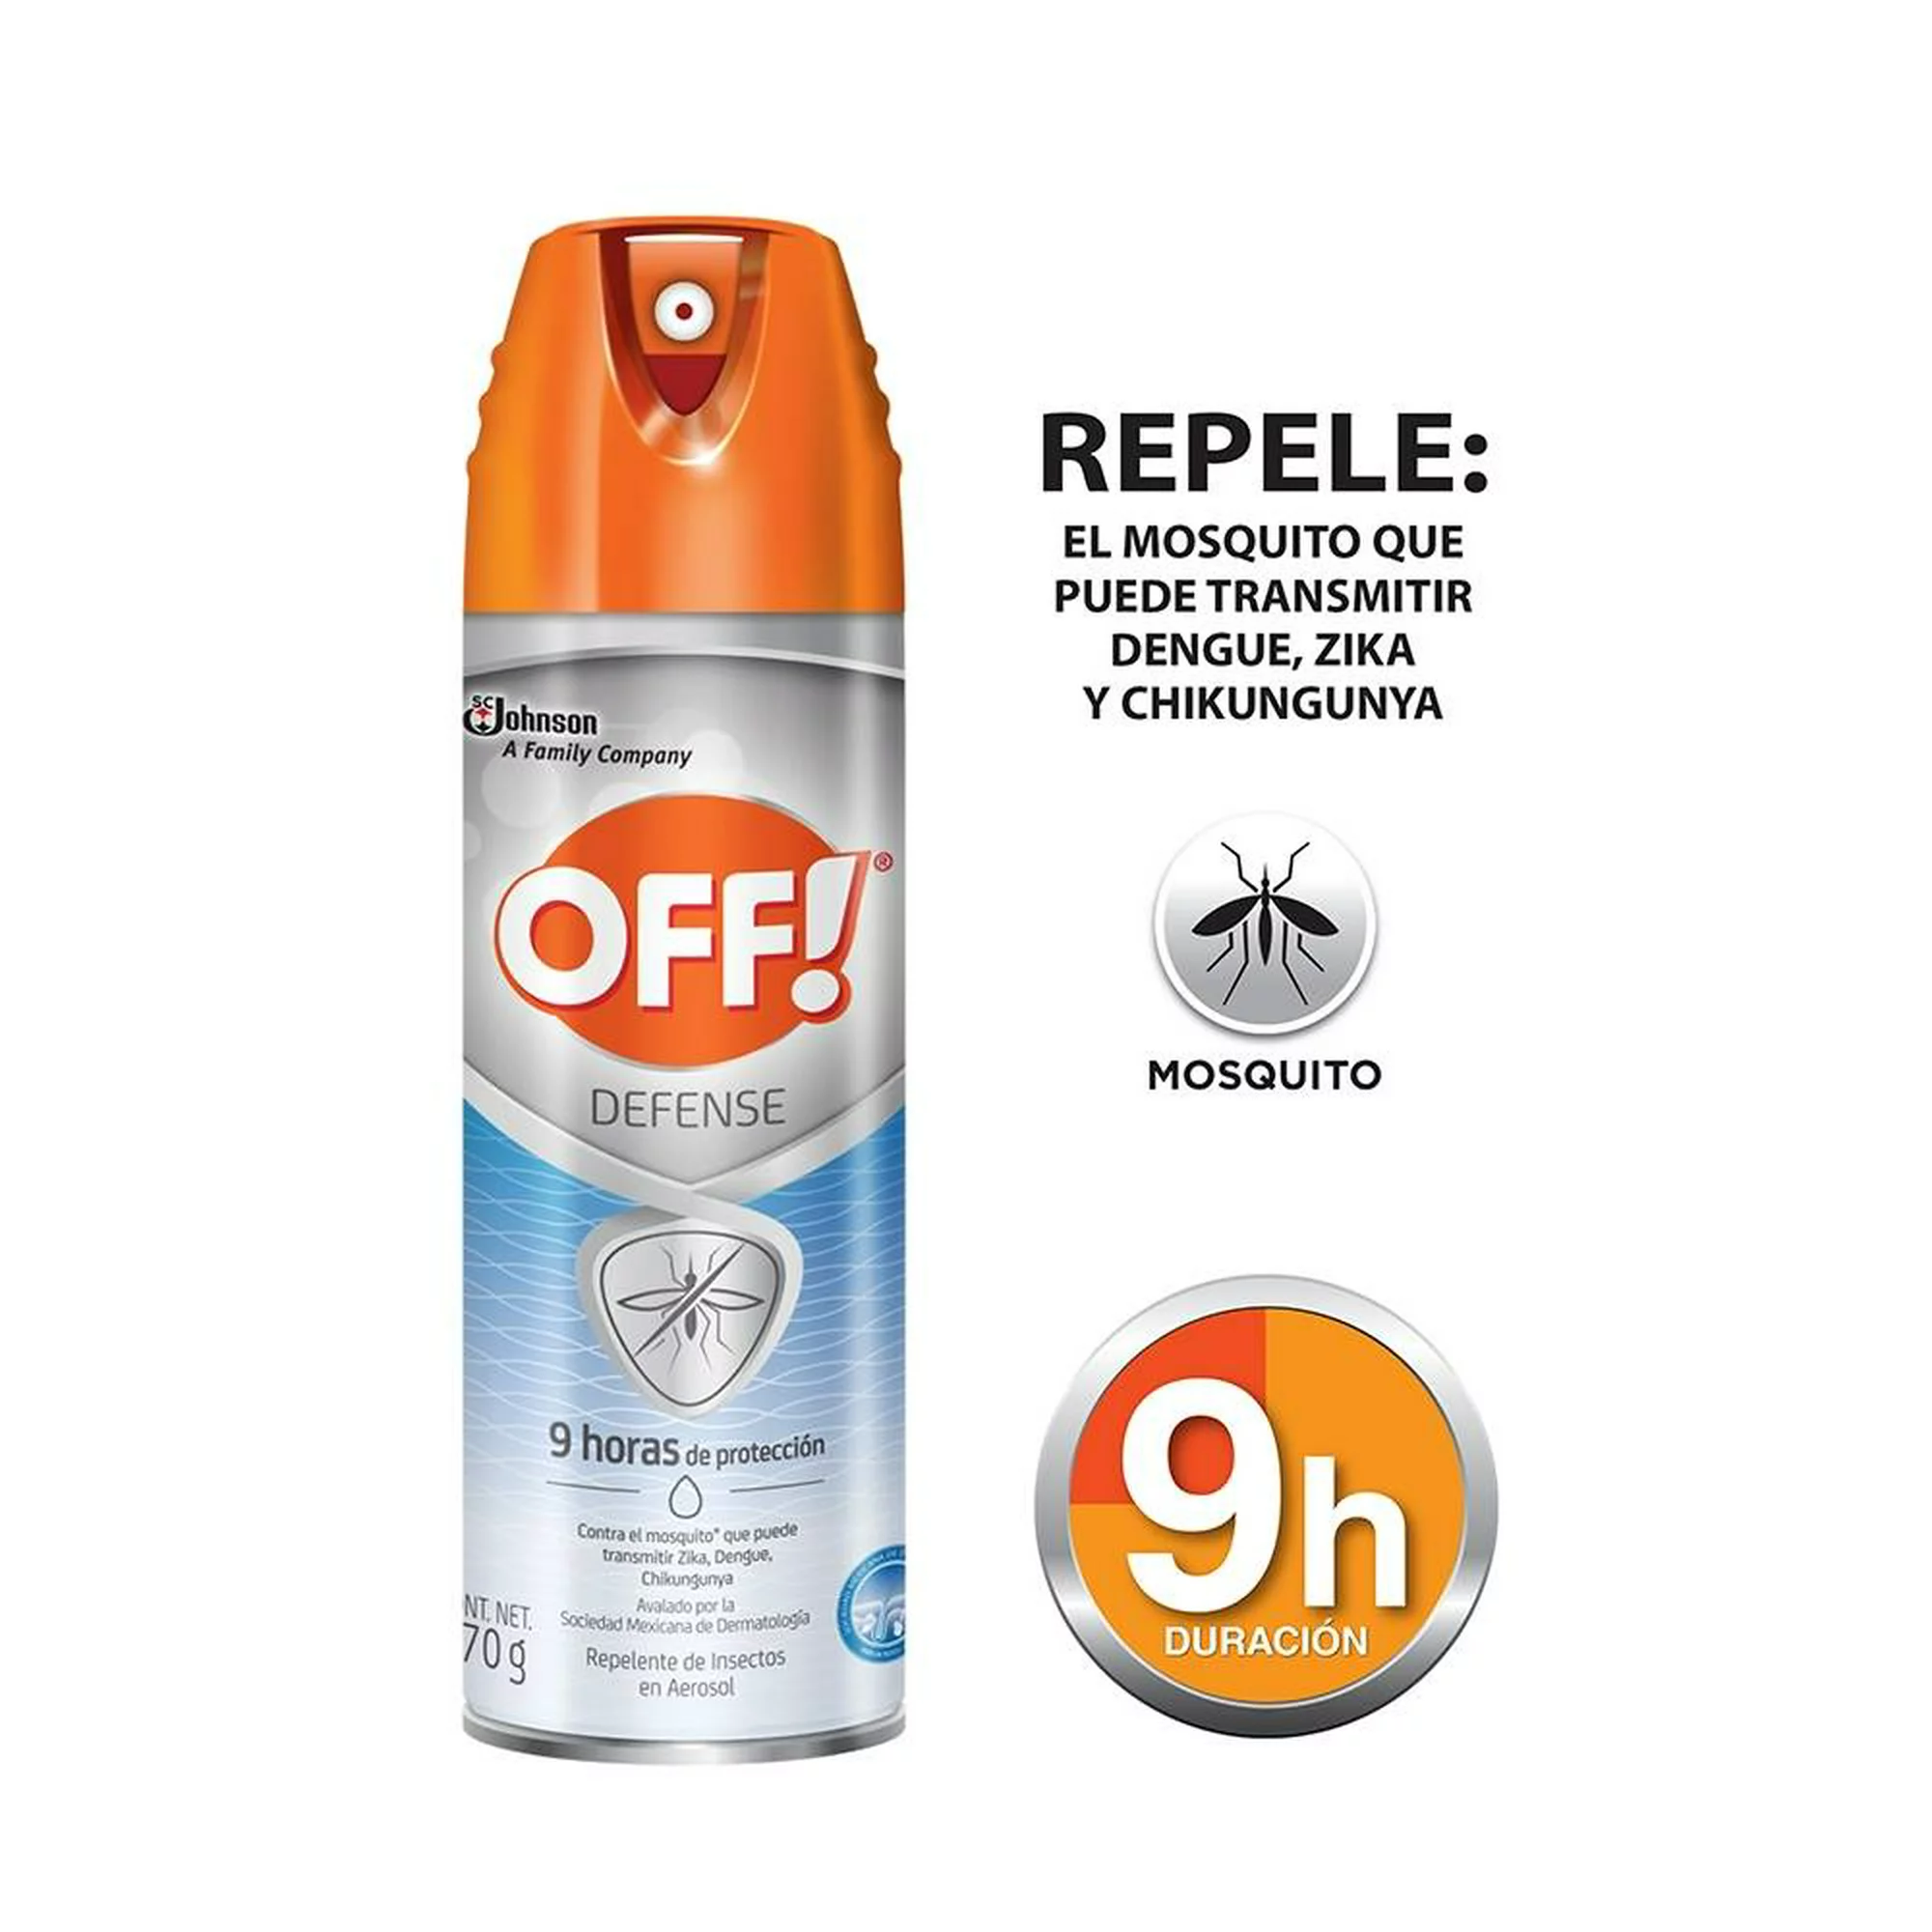 SC Johnson
A Family Company
OFF!®
DEFENSE
9 horas de protección
Contra el mosquito* que puede
transmitir Zika, Dengue,
Chikungunya
Avalado por la
Sociedad Mexicana de Dermatología
Repelente de Insectos
en Aerosol
NT. NET.
70 g
REPELE:
EL MOSQUITO QUE
PUEDE TRANSMITIR
DENGUE, ZIKA
Y CHIKUNGUNYA
MOSQUITO
9h
DURACIÓN